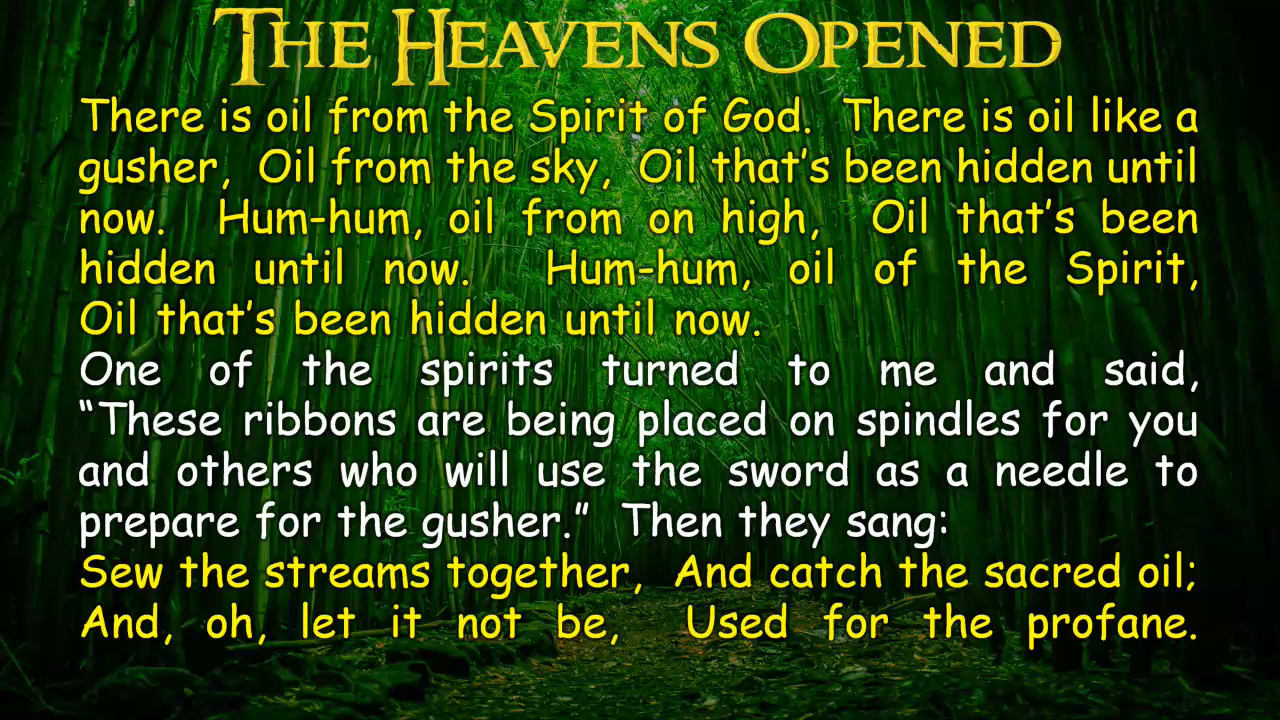 THE HEAVENS OPENED
There is oil from the Spirit of God. There is oil like a
gusher, Oil from the sky, Oil that's been hidden until
now. Hum-hum, oil from on high, Oil that's been
hidden until now. Hum-hum, oil of the Spirit,
Oil that's been hidden until now.
One of the spirits turned to me and said,
“These ribbons are being placed on spindles for you
and others who will use the sword as a needle to
prepare for the gusher.” Then they sang:
Sew the streams together, And catch the sacred oil;
And, oh, let it not be, Used for the profane.